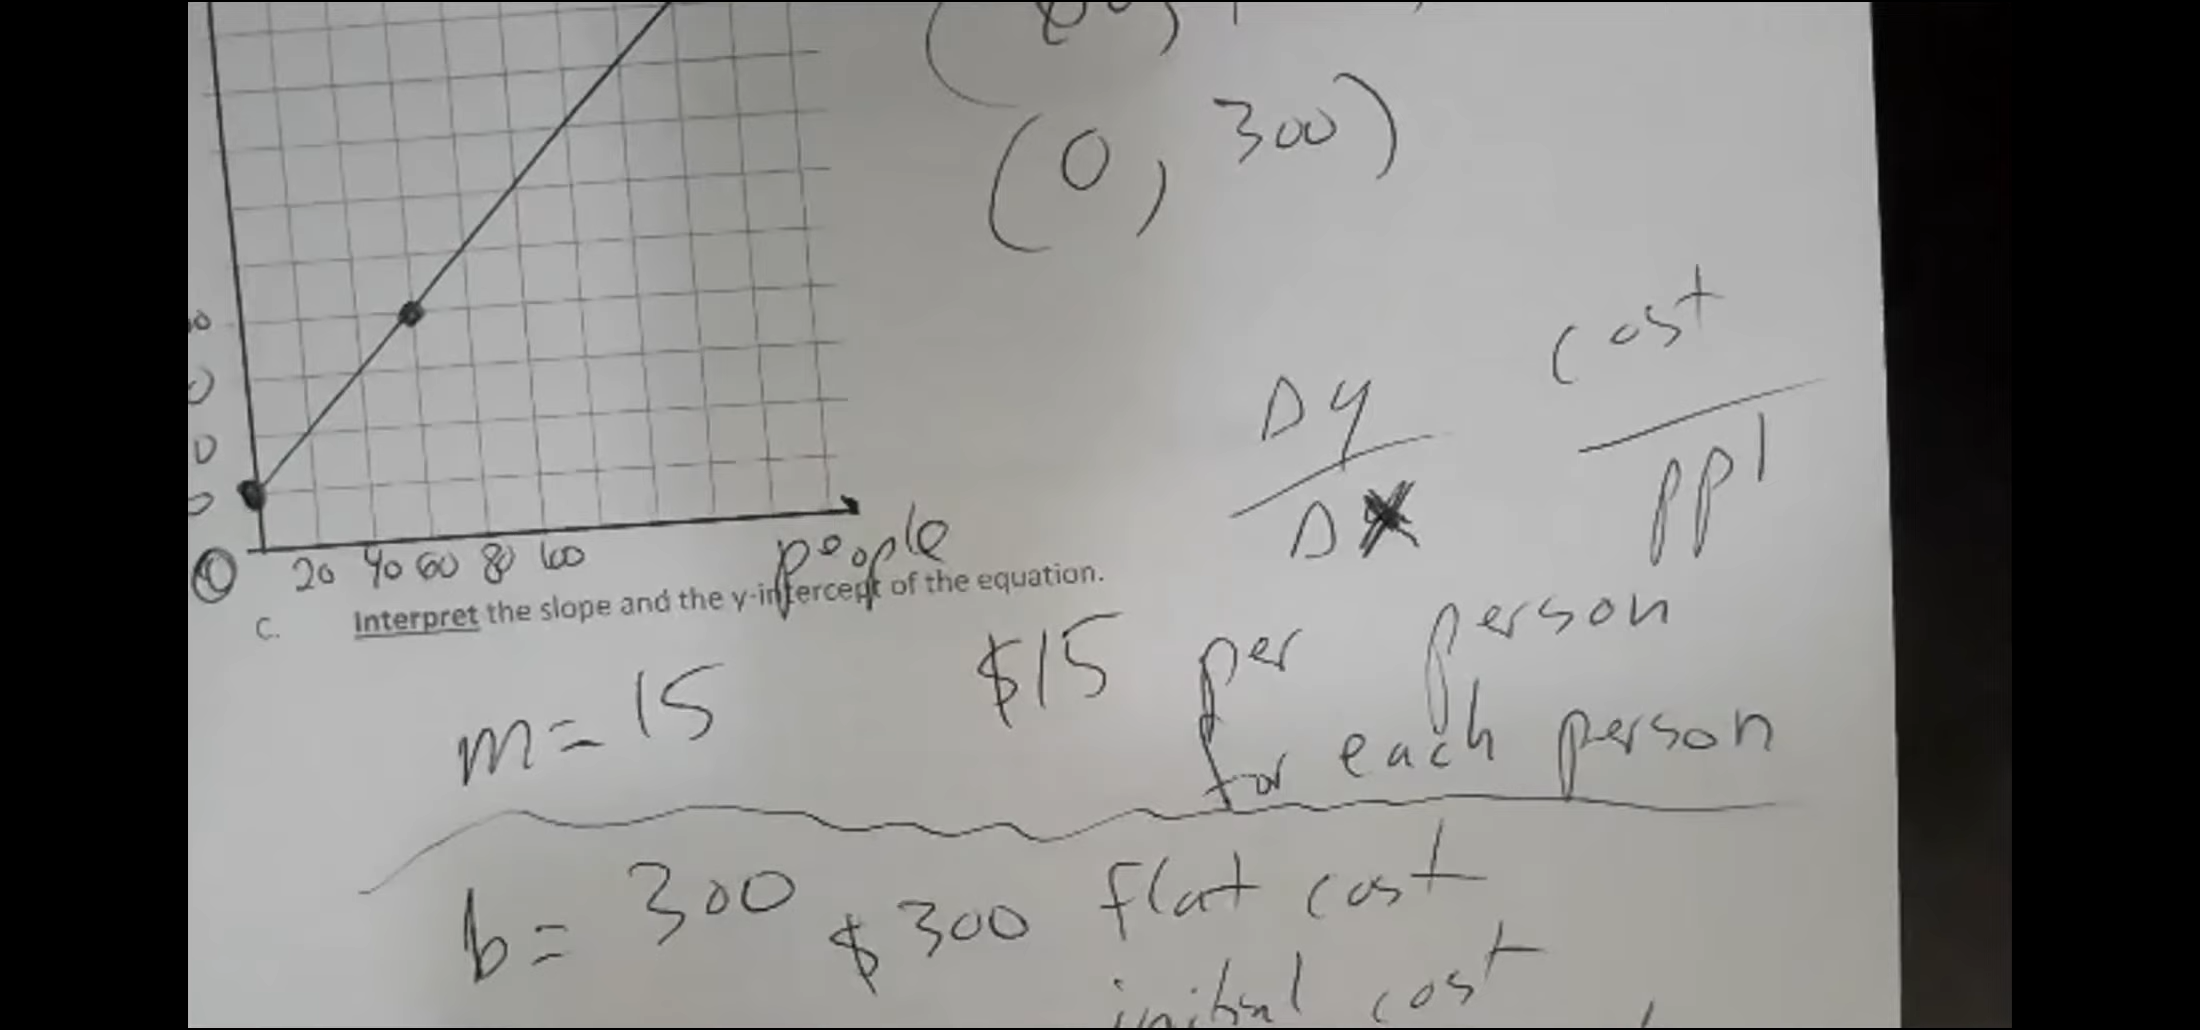 (0, 300)
Δy
Δx
cost
ppl
0 20 40 60 80 100
people
C. Interpret the slope and the y-intercept of the equation.
m = 15 $15 per person
for each person
b = 300 $300 flat cost
initial cost